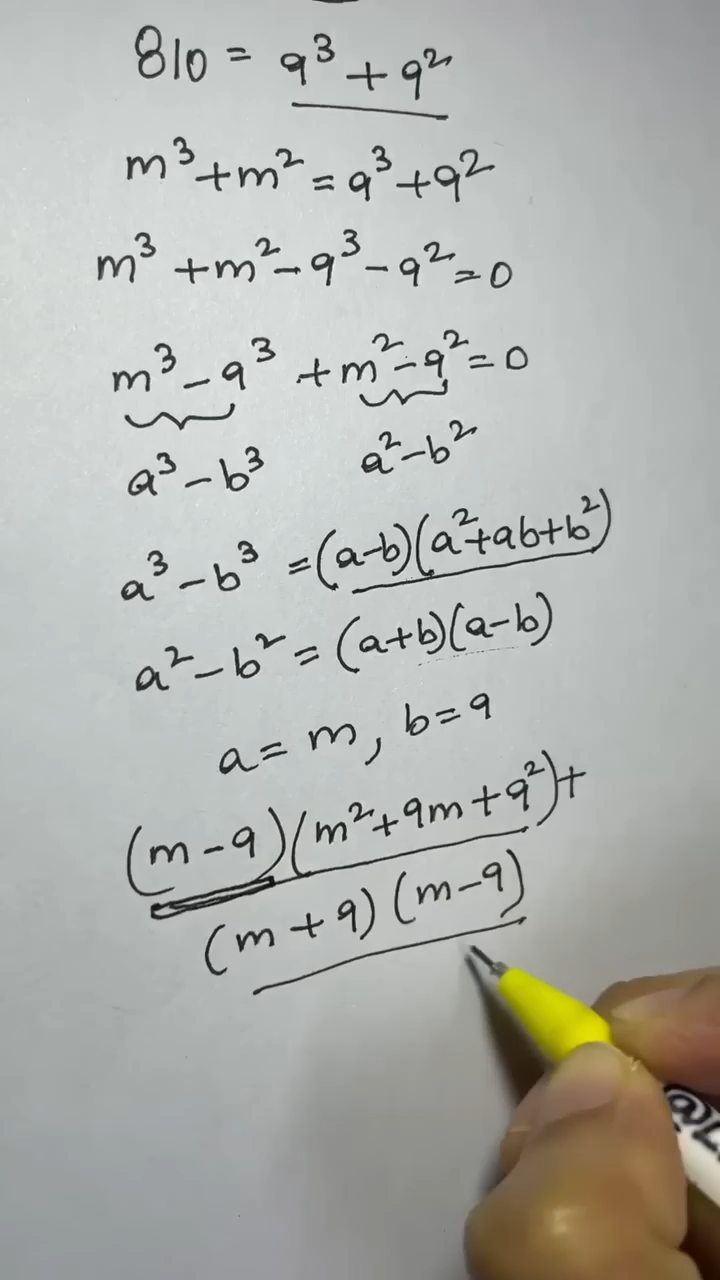 810 = 9³ + 9²
m³ + m² = 9³ + 9²
m³ + m² - 9³ - 9² = 0
m³ - 9³ + m² - 9² = 0
a³ - b³ a² - b²
a³ - b³ = (a-b)(a²+ab+b²)
a² - b² = (a+b)(a-b)
a = m, b = 9
(m - 9)(m² + 9m + 9²) +
(m + 9)(m - 9)